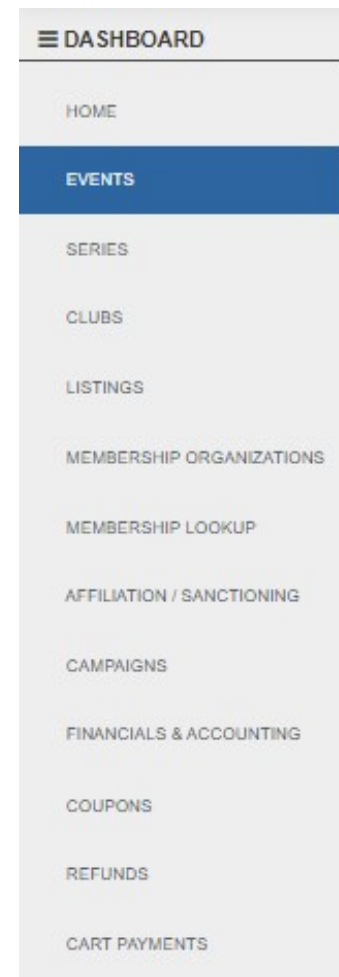 DASHBOARD
HOME
EVENTS
SERIES
CLUBS
LISTINGS
MEMBERSHIP ORGANIZATIONS
MEMBERSHIP LOOKUP
AFFILIATION / SANCTIONING
CAMPAIGNS
FINANCIALS & ACCOUNTING
COUPONS
REFUNDS
CART PAYMENTS